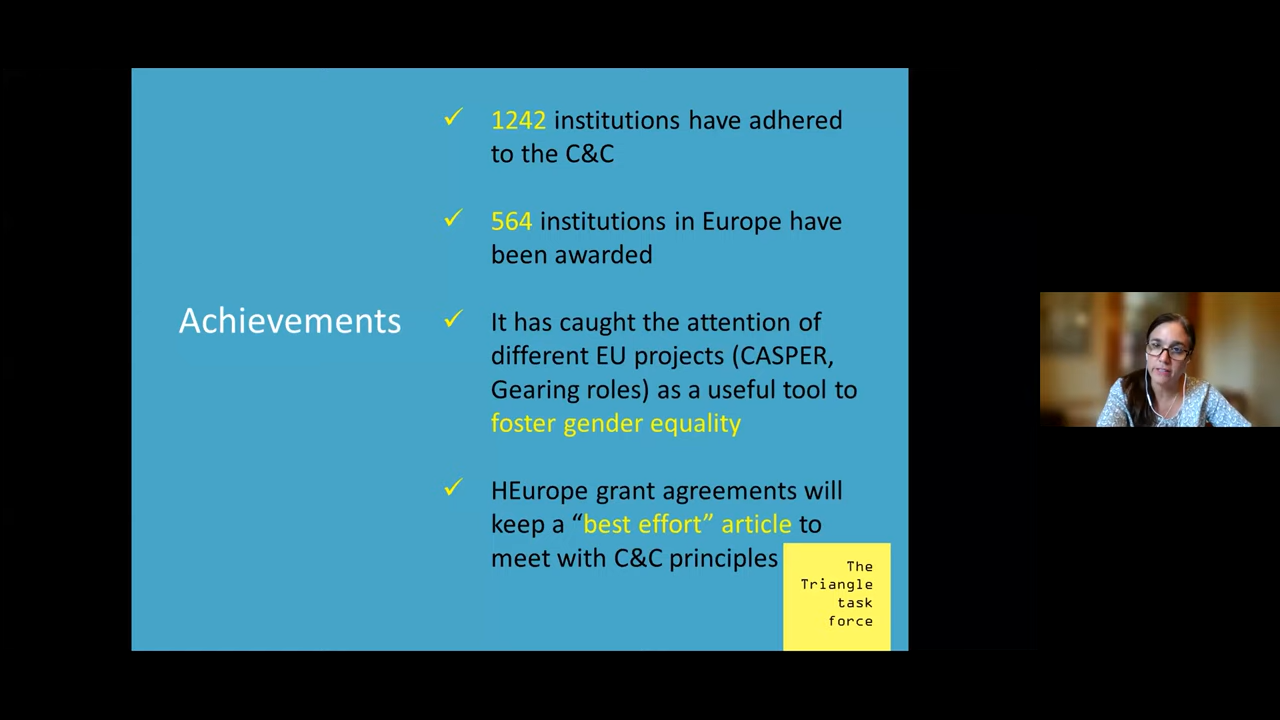 Achievements
1242 institutions have adhered
to the C&C
564 institutions in Europe have
been awarded
It has caught the attention of
different EU projects (CASPER,
Gearing roles) as a useful tool to
foster gender equality
HEurope grant agreements will
keep a “best effort” article to
meet with C&C principles
The
Triangle
task
force